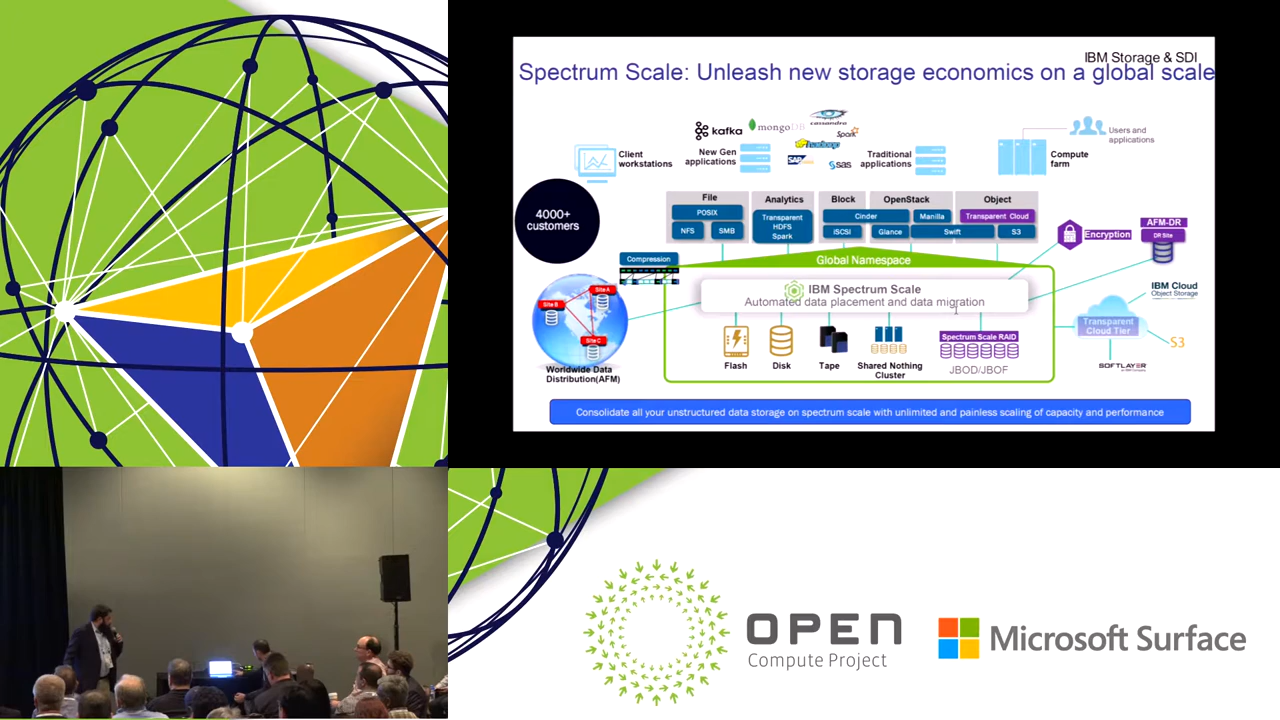 IBM Storage & SDI
Spectrum Scale: Unleash new storage economics on a global scale
4000+
customers
Client
workstations
kafka
mongoDB
cassandra
Spark
hadoop
SAP
sas
New Gen
applications
Traditional
applications
Compute
farm
Users and
applications
File
POSIX
NFS
SMB
Analytics
Transparent
HDFS
Spark
Block
OpenStack
Cinder
Manilla
iSCSI
Glance
Swift
Object
Transparent Cloud
S3
Encryption
AFM-DR
DR Site
Compression
Global Namespace
IBM Spectrum Scale
Automated data placement and data migration
Site A
Site B
Site C
Worldwide Data
Distribution(AFM)
Flash
Disk
Tape
Shared Nothing
Cluster
Spectrum Scale RAID
JBOD/JBOF
IBM Cloud
Object Storage
Transparent
Cloud Tier
S3
SOFTLAYER
Consolidate all your unstructured data storage on spectrum scale with unlimited and painless scaling of capacity and performance
OPEN
Compute Project
Microsoft Surface